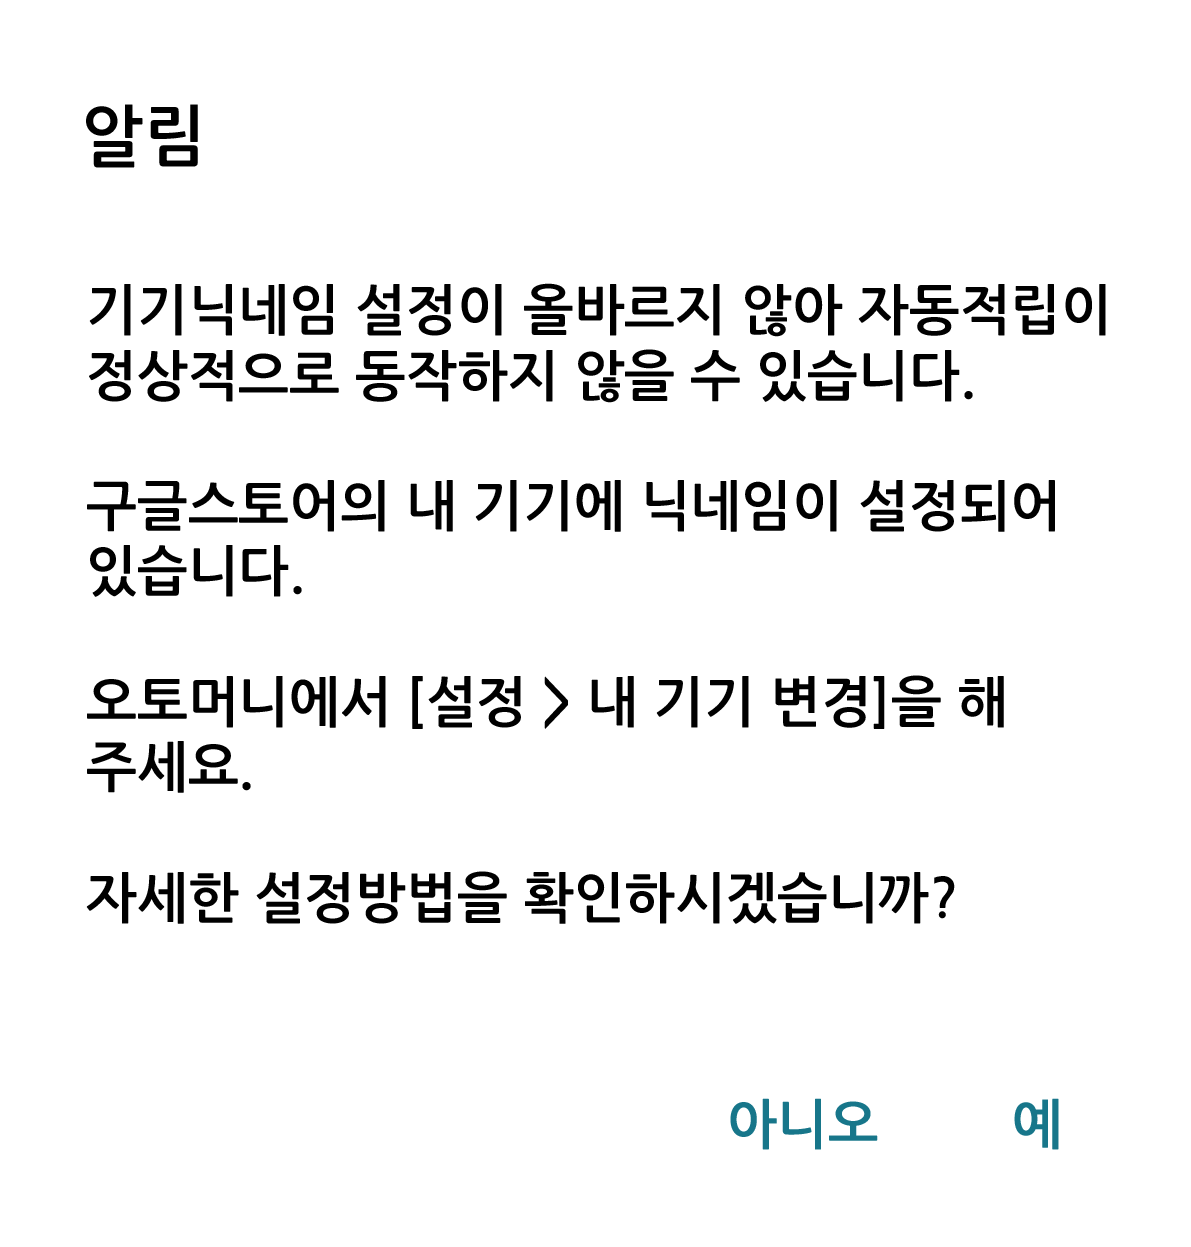 알림
기기닉네임 설정이 올바르지 않아 자동적립이
정상적으로 동작하지 않을 수 있습니다.
구글스토어의 내 기기에 닉네임이 설정되어
있습니다.
오토머니에서 [설정 > 내 기기 변경]을 해
주세요.
자세한 설정방법을 확인하시겠습니까?
아니오 예